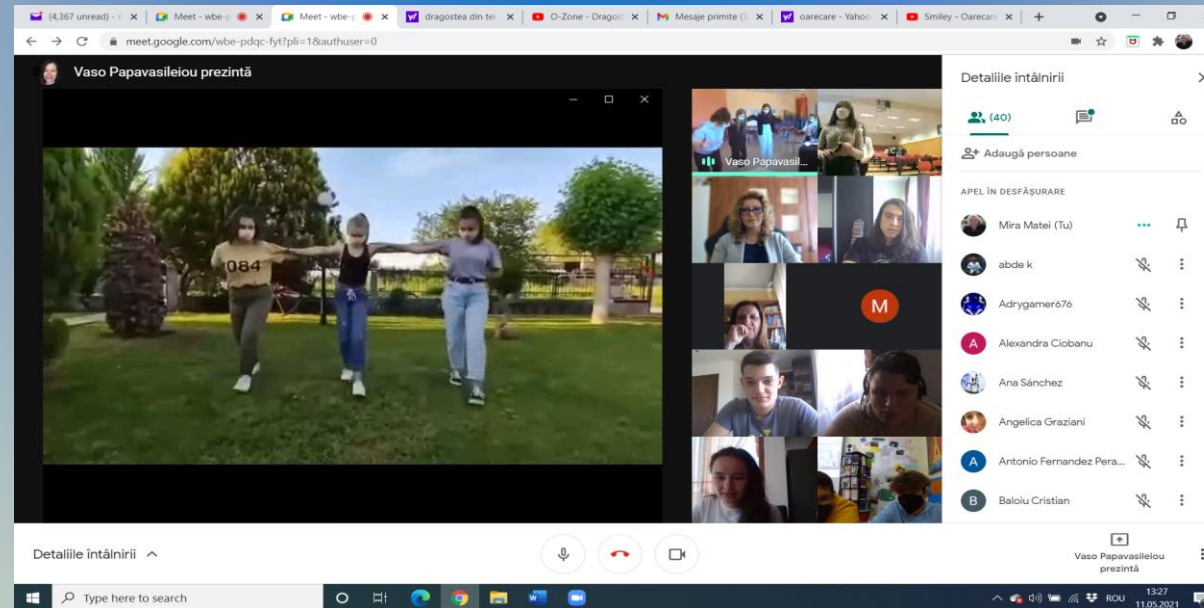 (4,367 unread) -
Meet - wbe-p
Meet - wbe-p
dragostea din tei
O-Zone - Dragost
Mesaje primite (
oarecare - Yahoo
Smiley - Oarecare
meet.google.com/wbe-pdqc-fyt?pli=1&authuser=0
Vaso Papavasileiou prezintă
Detaliile întâlnirii
(40)
Adaugă persoane
APEL ÎN DESFĂȘURARE
Mira Matei (Tu)
abde k
Adrygamer676
A Alexandra Ciobanu
Ana Sánchez
Angelica Graziani
A Antonio Fernandez Pera...
B Baloiu Cristian
Vaso Papavasil...
M
084
Detaliile întâlnirii
Vaso Papavasileiou
prezintă
Type here to search
ROU
13:27
11.05.2021